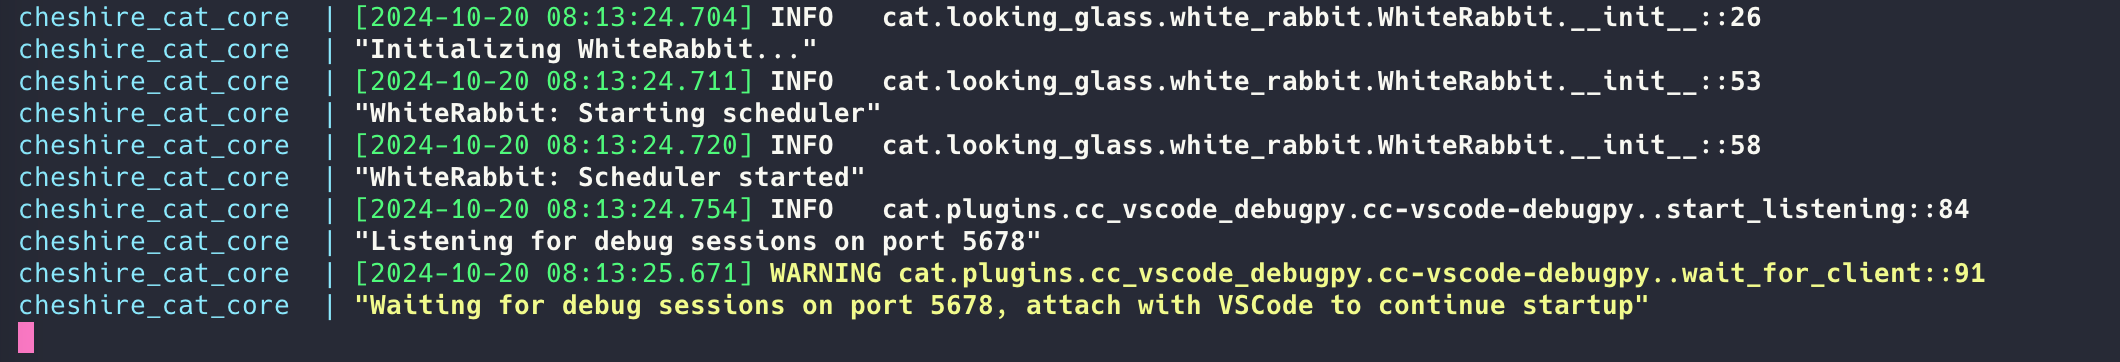 cheshire_cat_core  | [2024-10-20 08:13:24.704] INFO   cat.looking_glass.white_rabbit.WhiteRabbit.__init__::26
cheshire_cat_core  | "Initializing WhiteRabbit..."
cheshire_cat_core  | [2024-10-20 08:13:24.711] INFO   cat.looking_glass.white_rabbit.WhiteRabbit.__init__::53
cheshire_cat_core  | "WhiteRabbit: Starting scheduler"
cheshire_cat_core  | [2024-10-20 08:13:24.720] INFO   cat.looking_glass.white_rabbit.WhiteRabbit.__init__::58
cheshire_cat_core  | "WhiteRabbit: Scheduler started"
cheshire_cat_core  | [2024-10-20 08:13:24.754] INFO   cat.plugins.cc_vscode_debugpy.cc-vscode-debugpy..start_listening::84
cheshire_cat_core  | "Listening for debug sessions on port 5678"
cheshire_cat_core  | [2024-10-20 08:13:25.671] WARNING cat.plugins.cc_vscode_debugpy.cc-vscode-debugpy..wait_for_client::91
cheshire_cat_core  | "Waiting for debug sessions on port 5678, attach with VSCode to continue startup"